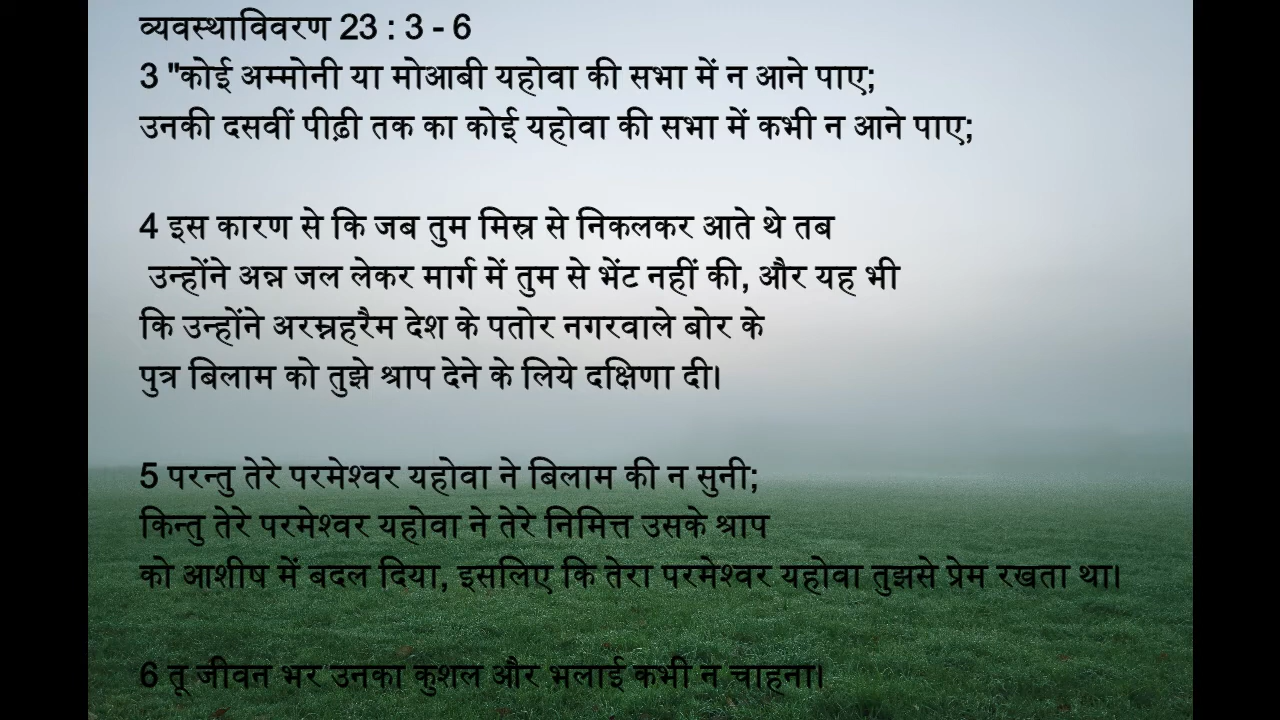 व्यवस्थाविवरण 23 : 3 - 6
3 "कोई अम्मोनी या मोआबी यहोवा की सभा में न आने पाए;
उनकी दसवीं पीढ़ी तक का कोई यहोवा की सभा में कभी न आने पाए;
4 इस कारण से कि जब तुम मिस्र से निकलकर आते थे तब
उन्होंने अन्न जल लेकर मार्ग में तुम से भेंट नहीं की, और यह भी
कि उन्होंने अरम्नहरैम देश के पतोर नगरवाले बोर के
पुत्र बिलाम को तुझे श्राप देने के लिये दक्षिणा दी।
5 परन्तु तेरे परमेश्वर यहोवा ने बिलाम की न सुनी;
किन्तु तेरे परमेश्वर यहोवा ने तेरे निमित्त उसके श्राप
को आशीष में बदल दिया, इसलिए कि तेरा परमेश्वर यहोवा तुझसे प्रेम रखता था।
6 तू जीवन भर उनका कुशल और भलाई कभी न चाहना।